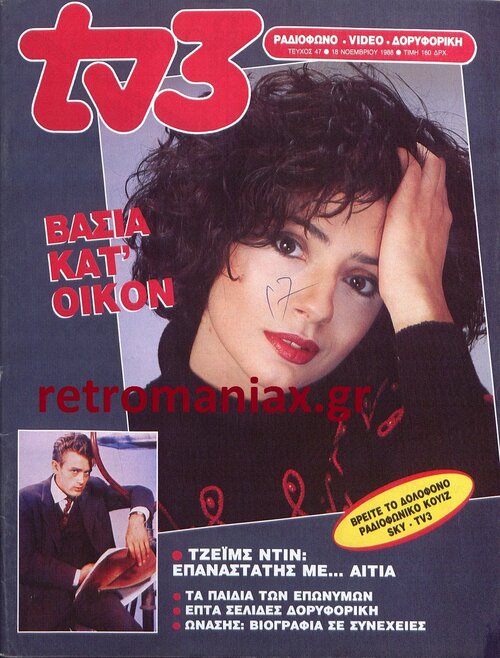 tv3
ΡΑΔΙΟΦΩΝΟ • VIDEO • ΔΟΡΥΦΟΡΙΚΗ
ΤΕΥΧΟΣ 47 • 18 ΝΟΕΜΒΡΙΟΥ 1988 • ΤΙΜΗ 160 ΔΡΧ.
ΒΑΣΙΑ
ΚΑΤ'
ΟΙΚΟΝ
17
retromaniax.gr
ΒΡΕΙΤΕ ΤΟ ΔΟΛΟΦΟΝΟ
ΡΑΔΙΟΦΩΝΙΚΟ ΚΟΥΙΖ
SKY - TV3
• ΤΖΕΪΜΣ ΝΤΙΝ:
ΕΠΑΝΑΣΤΑΤΗΣ ΜΕ... ΑΙΤΙΑ
• ΤΑ ΠΑΙΔΙΑ ΤΩΝ ΕΠΩΝΥΜΩΝ
• ΕΠΤΑ ΣΕΛΙΔΕΣ ΔΟΡΥΦΟΡΙΚΗ
• ΩΝΑΣΗΣ: ΒΙΟΓΡΑΦΙΑ ΣΕ ΣΥΝΕΧΕΙΕΣ